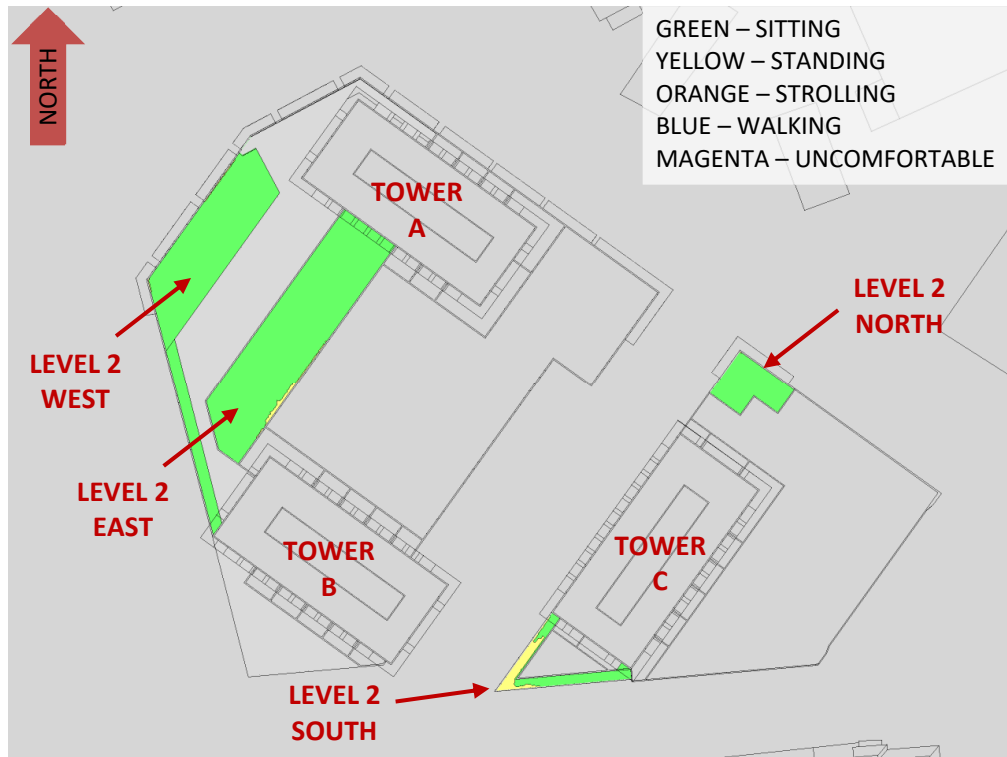 NORTH
GREEN – SITTING
YELLOW – STANDING
ORANGE – STROLLING
BLUE – WALKING
MAGENTA – UNCOMFORTABLE
TOWER
A
LEVEL 2
NORTH
LEVEL 2
WEST
LEVEL 2
EAST
TOWER
B
TOWER
C
LEVEL 2
SOUTH